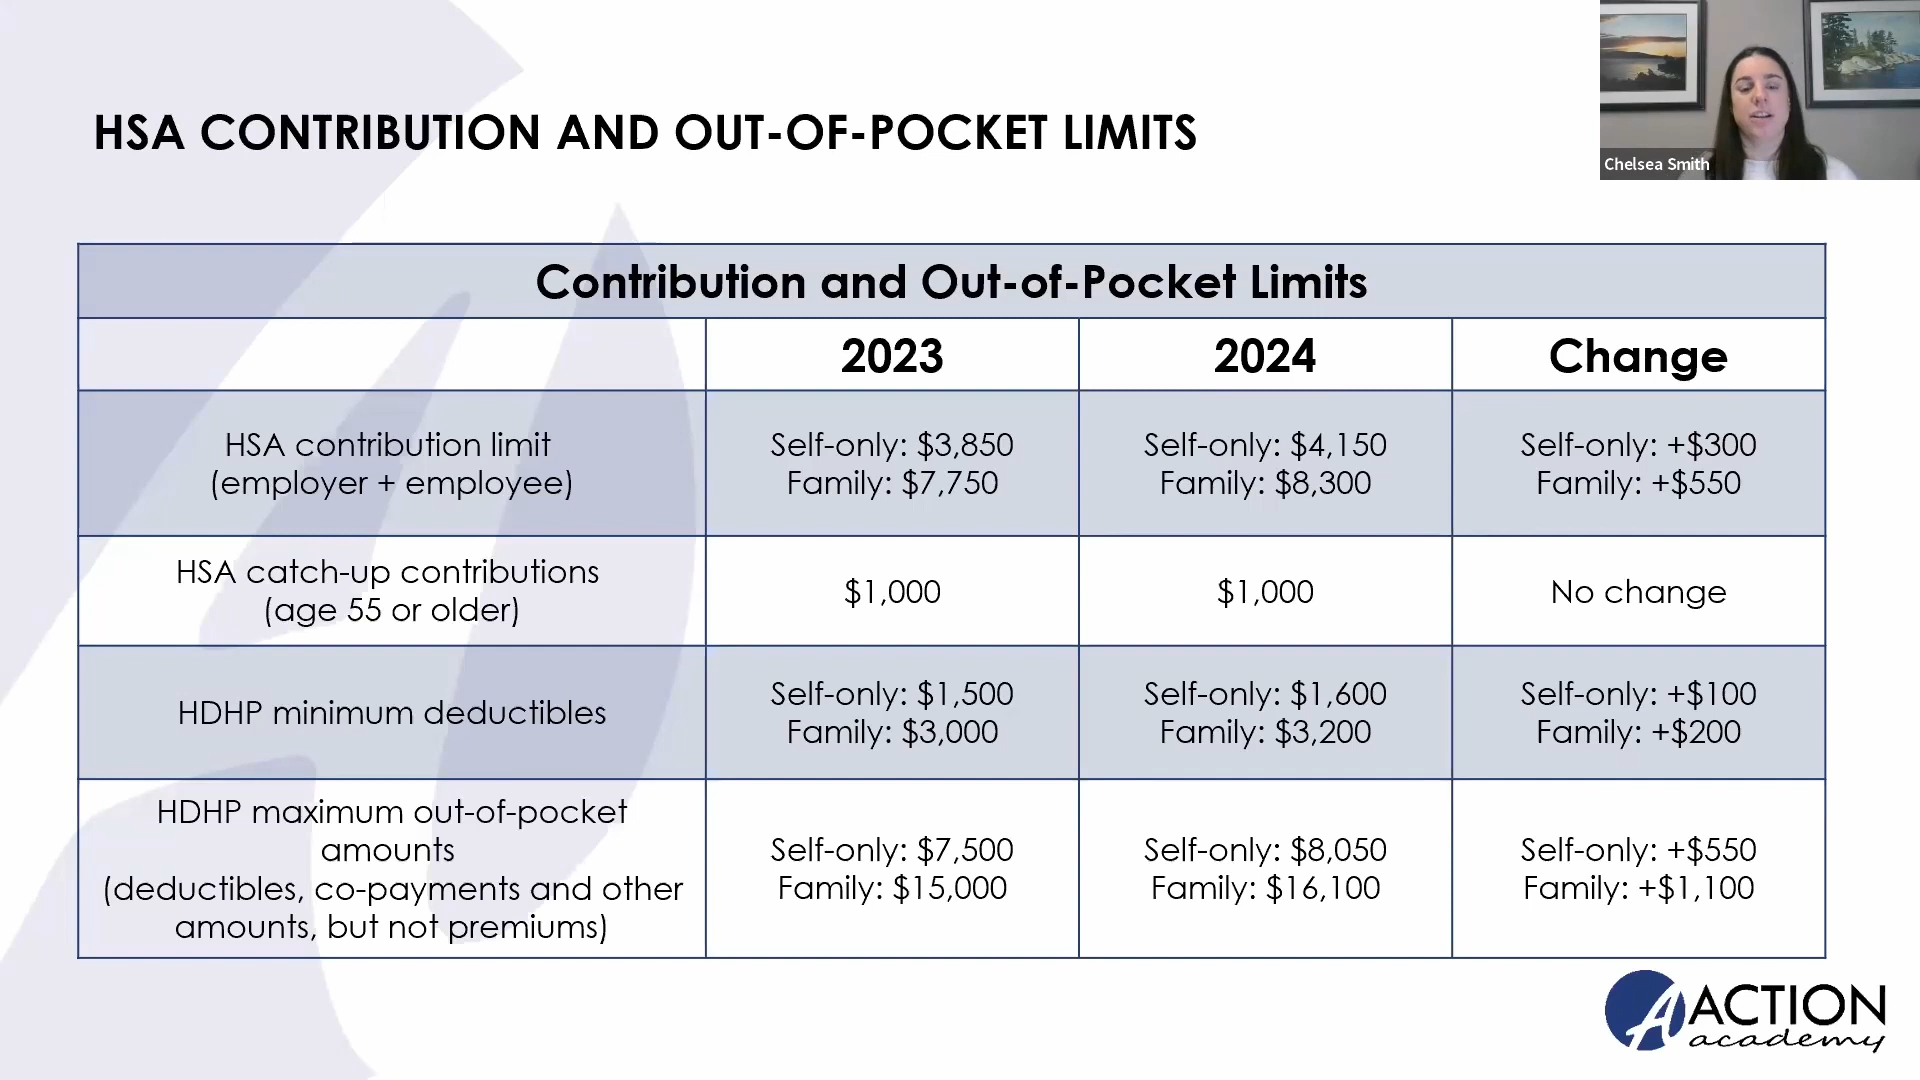 HSA CONTRIBUTION AND OUT-OF-POCKET LIMITS
Chelsea Smith
Contribution and Out-of-Pocket Limits
2023 2024 Change
HSA contribution limit
(employer + employee)
Self-only: $3,850
Family: $7,750
Self-only: $4,150
Family: $8,300
Self-only: +$300
Family: +$550
HSA catch-up contributions
(age 55 or older)
$1,000
$1,000
No change
HDHP minimum deductibles
Self-only: $1,500
Family: $3,000
Self-only: $1,600
Family: $3,200
Self-only: +$100
Family: +$200
HDHP maximum out-of-pocket
amounts
(deductibles, co-payments and other
amounts, but not premiums)
Self-only: $7,500
Family: $15,000
Self-only: $8,050
Family: $16,100
Self-only: +$550
Family: +$1,100
A ACTION
academy